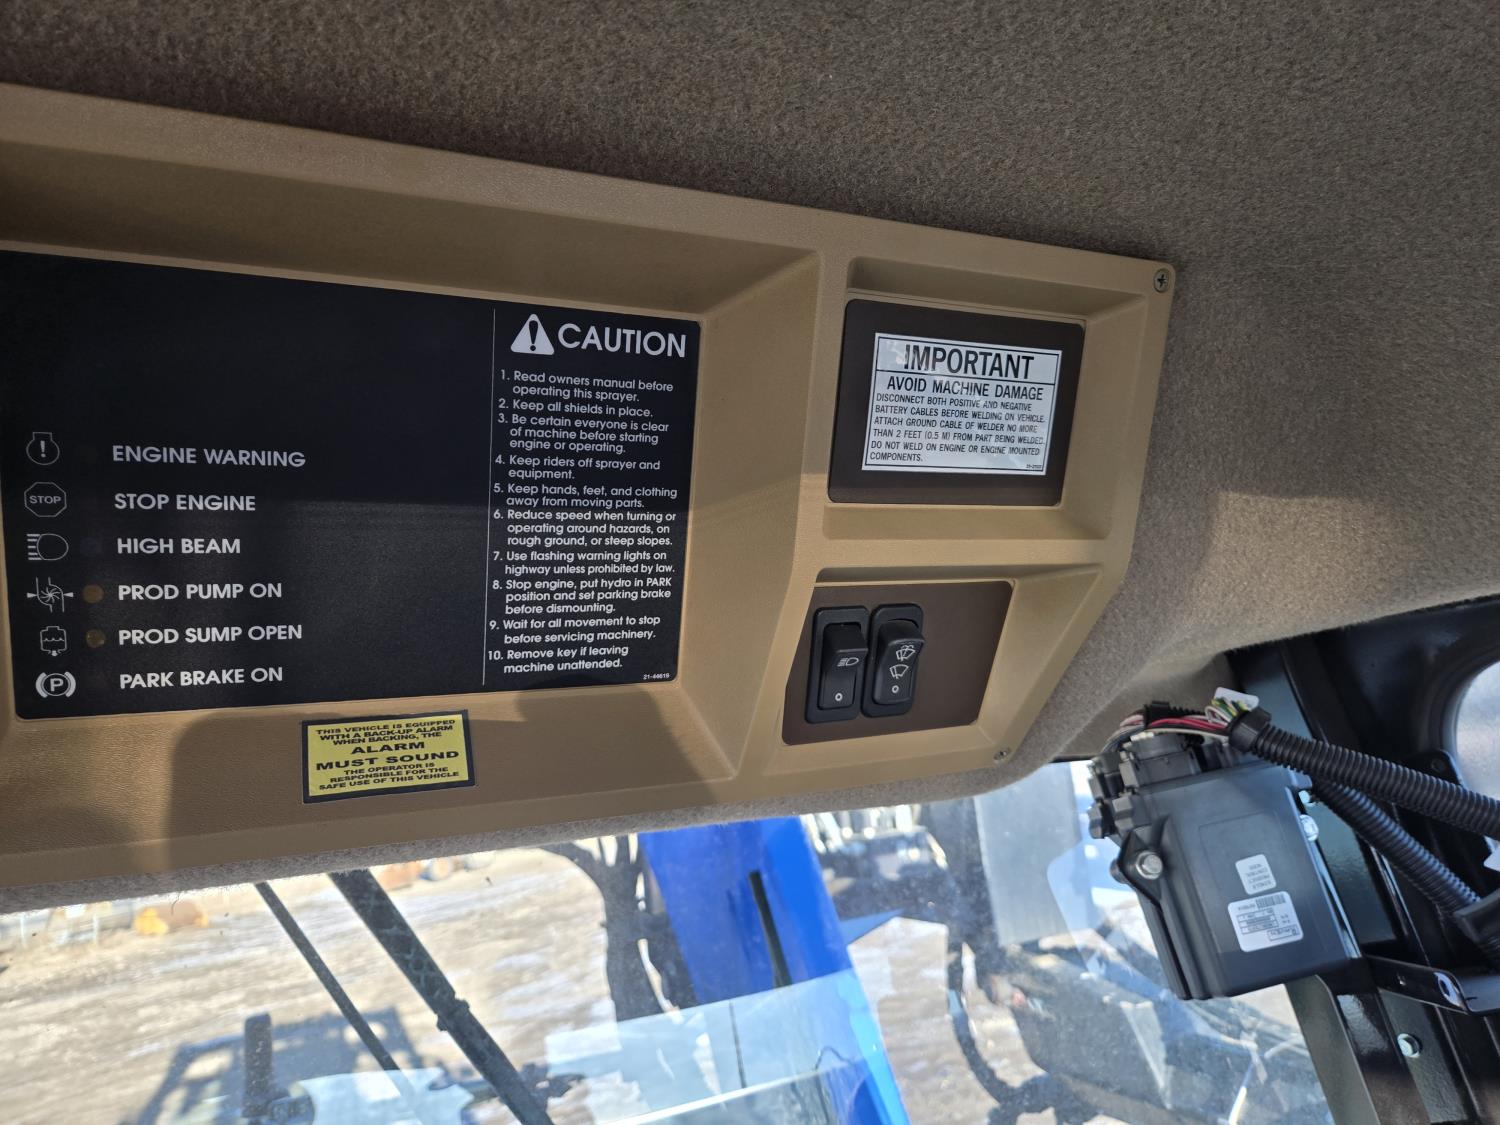 ENGINE WARNING
STOP
STOP ENGINE
HIGH BEAM
PROD PUMP ON
PROD SUMP OPEN
P
PARK BRAKE ON
CAUTION
1. Read owners manual before
operating this sprayer.
2. Keep all shields in place.
3. Be certain everyone is clear
of machine before starting
engine or operating.
4. Keep riders off sprayer and
equipment.
5. Keep hands, feet, and clothing
away from moving parts.
6. Reduce speed when turning or
operating around hazards, on
rough ground, or steep slopes.
7. Use flashing warning lights on
highway unless prohibited by law.
8. Stop engine, put hydro in PARK
position and set parking brake
before dismounting.
9. Wait for all movement to stop
before servicing machinery.
10. Remove key if leaving
machine unattended.
21-44619
THIS VEHICLE IS EQUIPPED
WITH A BACK-UP ALARM
WHEN BACKING, THE
ALARM
MUST SOUND
THE OPERATOR IS
RESPONSIBLE FOR THE
SAFE USE OF THIS VEHICLE
IMPORTANT
AVOID MACHINE DAMAGE
DISCONNECT BOTH POSITIVE AND NEGATIVE
BATTERY CABLES BEFORE WELDING ON VEHICLE.
ATTACH GROUND CABLE OF WELDER NO MORE
THAN 2 FEET (0.5 M) FROM PART BEING WELDED.
DO NOT WELD ON ENGINE OR ENGINE MOUNTED
COMPONENTS.
SINGLE
PRODUCT
CONTROL
NODE
RAVEN